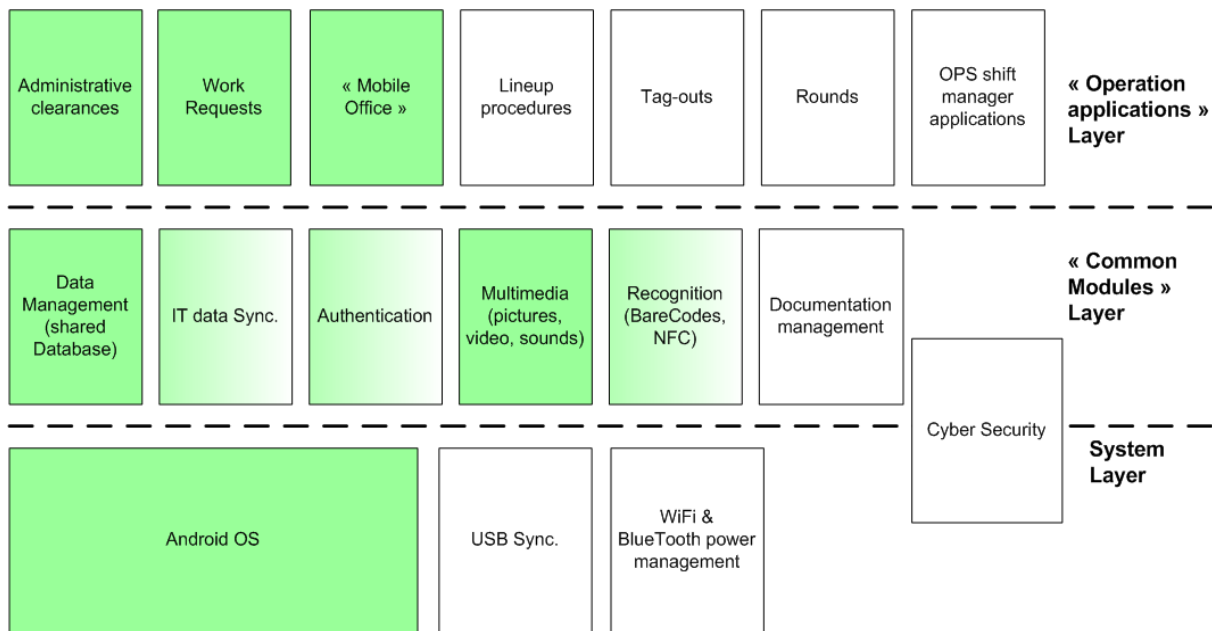 Administrative
clearances
Work
Requests
« Mobile
Office »
Lineup
procedures
Tag-outs
Rounds
OPS shift
manager
applications
« Operation
applications »
Layer
Data
Management
(shared
Database)
IT data Sync.
Authentication
Multimedia
(pictures,
video, sounds)
Recognition
(BareCodes,
NFC)
Documentation
management
« Common
Modules »
Layer
Cyber Security
System
Layer
Android OS
USB Sync.
WiFi &
BlueTooth power
management